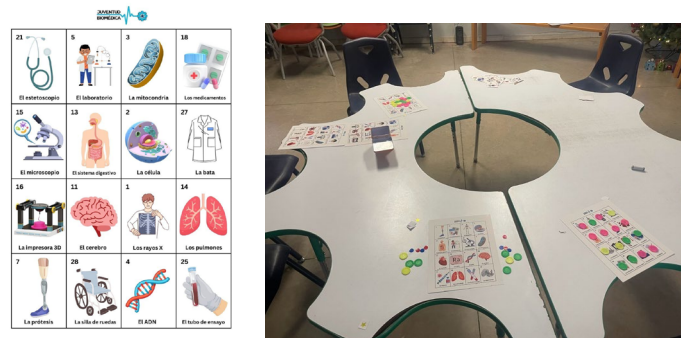 JUVENTUD
BIOMÉDICA
21 5 3 18
El estetoscopio El laboratorio La mitocondria Los medicamentos
15 13 2 27
El microscopio El sistema digestivo La célula La bata
16 11 1 14
La impresora 3D El cerebro Los rayos X Los pulmones
7 28 4 25
La prótesis La silla de ruedas El ADN El tubo de ensayo